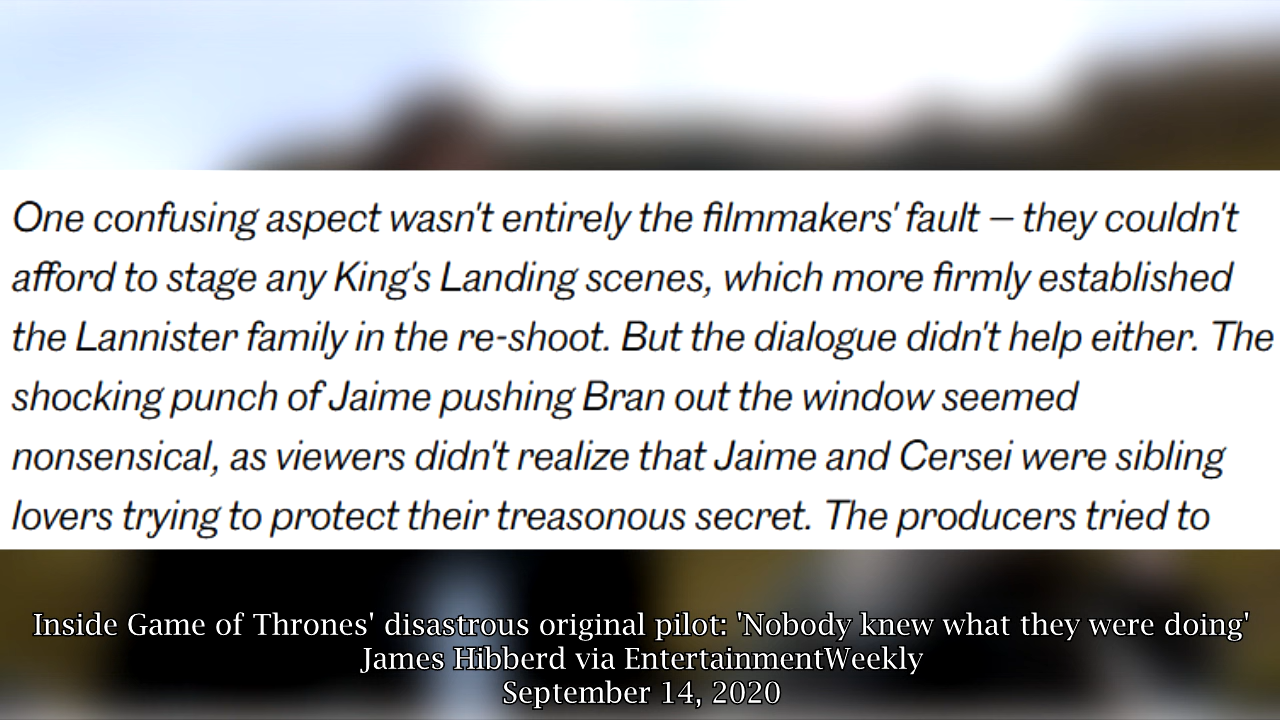 One confusing aspect wasn't entirely the filmmakers' fault — they couldn't
afford to stage any King's Landing scenes, which more firmly established
the Lannister family in the re-shoot. But the dialogue didn't help either. The
shocking punch of Jaime pushing Bran out the window seemed
nonsensical, as viewers didn't realize that Jaime and Cersei were sibling
lovers trying to protect their treasonous secret. The producers tried to
Inside Game of Thrones' disastrous original pilot: 'Nobody knew what they were doing'
James Hibberd via EntertainmentWeekly
September 14, 2020